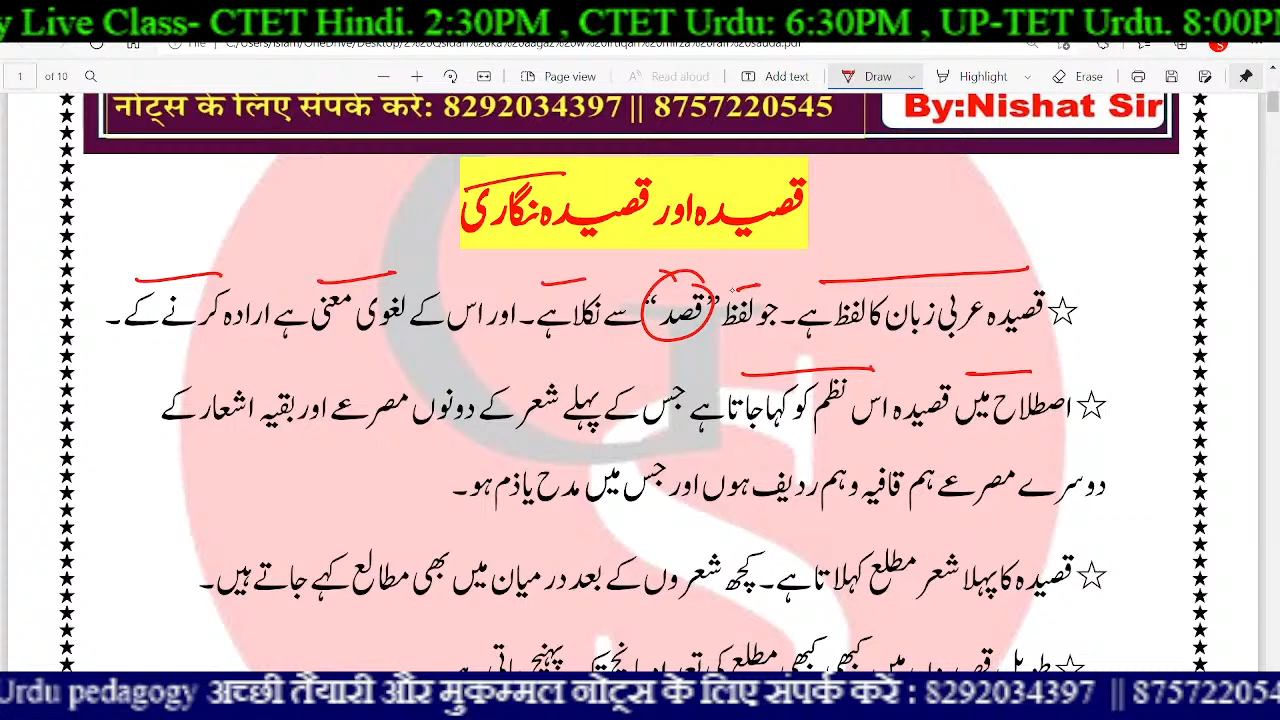 y Live Class- CTET Hindi. 2:30PM , CTET Urdu: 6:30PM , UP-TET Urdu. 8:00P
1 of 10
Page view
Read aloud
Add text
Draw
Highlight
Erase
नोट्स के लिए संपर्क करे: 8292034397 || 8757220545
By:Nishat Sir
قصیدہ اور قصیدہ نگاری
☆ قصیدہ عربی زبان کا لفظ ہے۔ جو لفظ "قصد" سے نکلا ہے۔ اور اس کے لغوی معنی ہے ارادہ کرنے کے۔
☆ اصطلاح میں قصیدہ اس نظم کو کہا جاتا ہے جس کے پہلے شعر کے دونوں مصرعے اور بقیہ اشعار کے
دوسرے مصرعے ہم قافیہ و ہم ردیف ہوں اور جس میں مدح یا ذم ہو۔
☆ قصیدہ کا پہلا شعر مطلع کہلاتا ہے۔ کچھ شعروں کے بعد درمیان میں بھی مطالع کہے جاتے ہیں۔
Urdu pedagogy अच्छी तैयारी और मुकम्मल नोट्स के लिए संपर्क करें : 8292034397 || 875722054